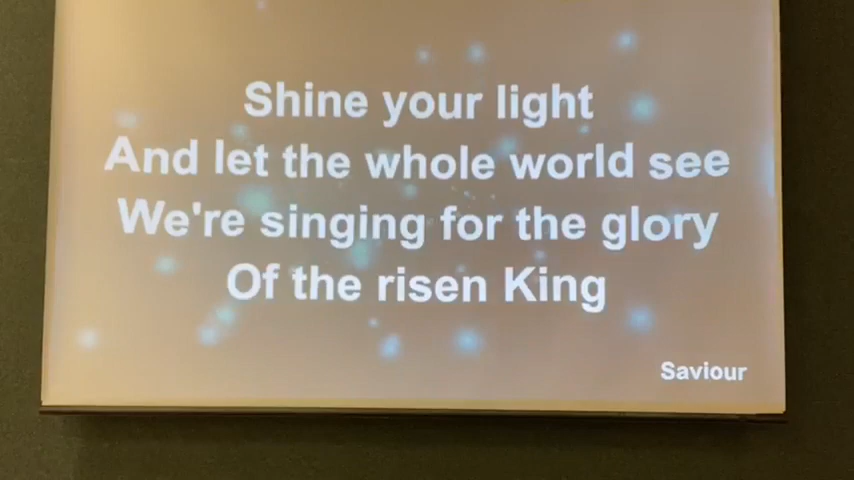 Shine your light
And let the whole world see
We're singing for the glory
Of the risen King
Saviour